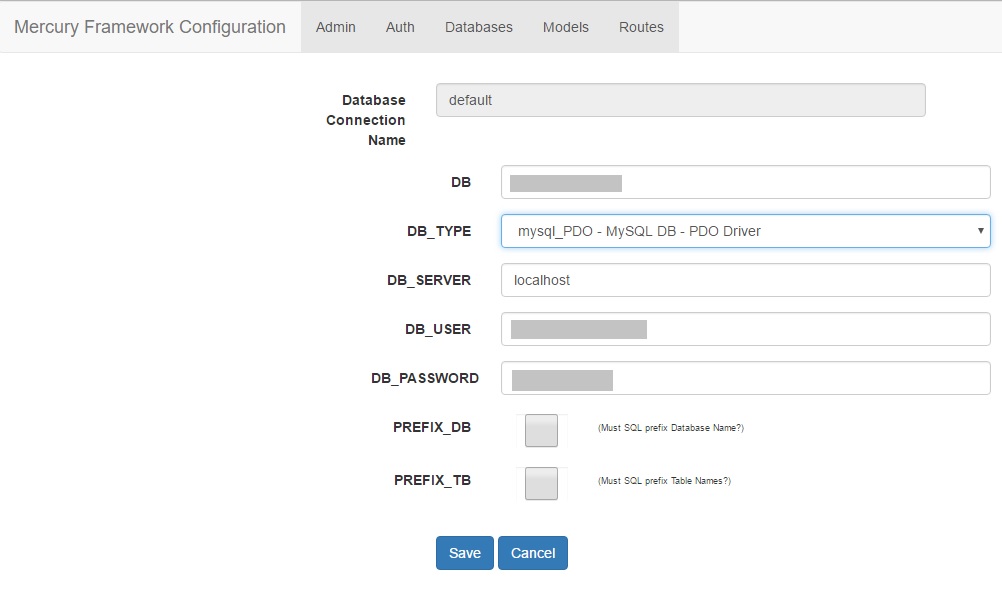 Mercury Framework Configuration Admin Auth Databases Models Routes
Database
Connection
Name
default
DB
DB_TYPE mysql_PDO - MySQL DB - PDO Driver
DB_SERVER localhost
DB_USER
DB_PASSWORD
PREFIX_DB (Must SQL prefix Database Name?)
PREFIX_TB (Must SQL prefix Table Names?)
Save Cancel